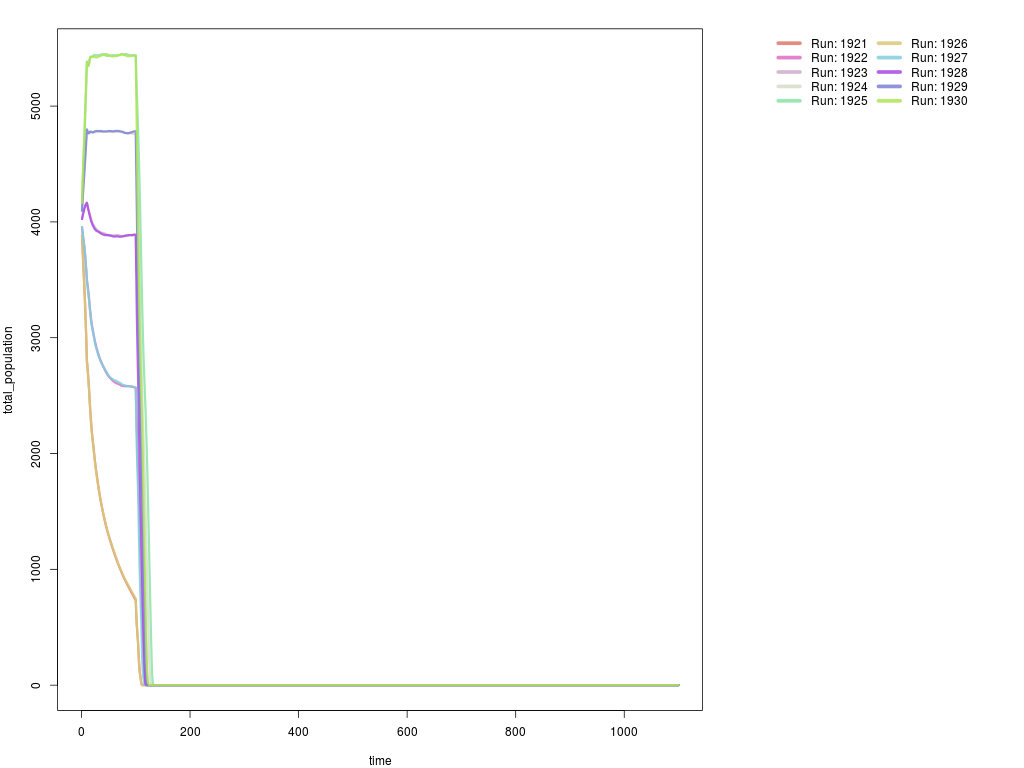 Run: 1921
Run: 1922
Run: 1923
Run: 1924
Run: 1925
Run: 1926
Run: 1927
Run: 1928
Run: 1929
Run: 1930
total_population
5000
4000
3000
2000
1000
0
0 200 400 600 800 1000
time